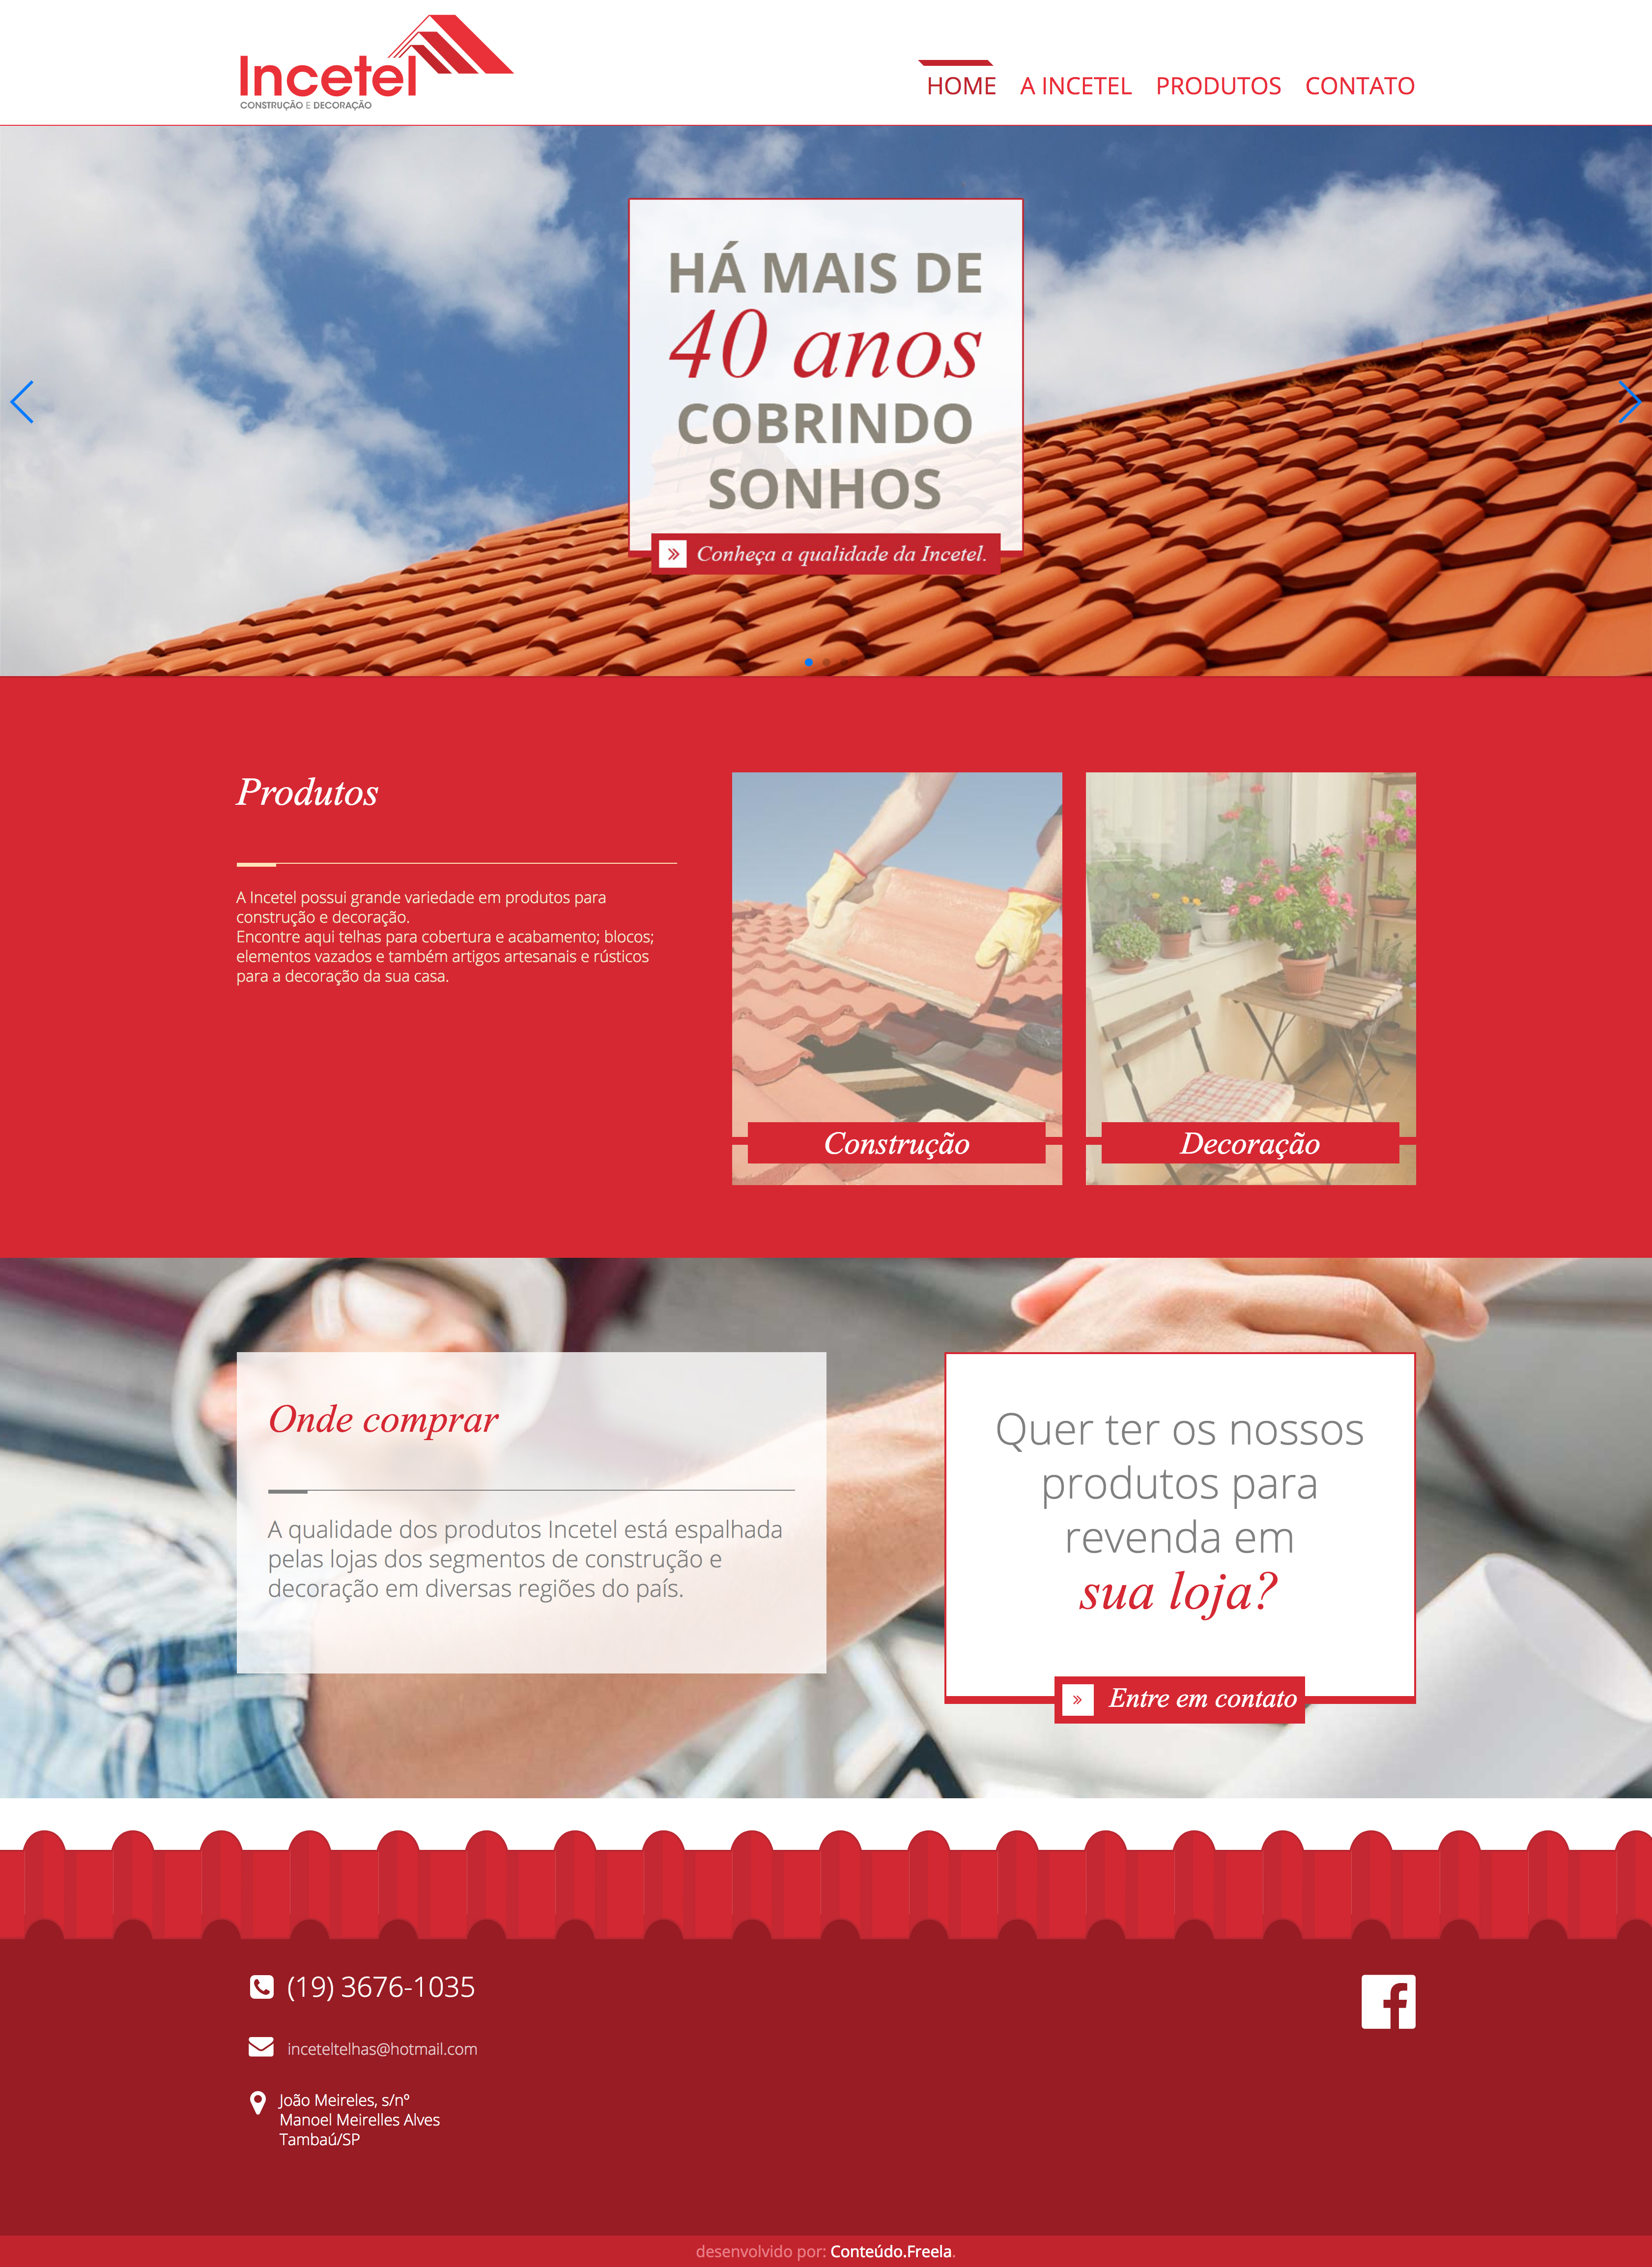 Incetel
CONSTRUÇÃO E DECORAÇÃO
HOME A INCETEL PRODUTOS CONTATO
HÁ MAIS DE
40 anos
COBRINDO
SONHOS
Conheça a qualidade da Incetel.
Produtos
A Incetel possui grande variedade em produtos para
construção e decoração.
Encontre aqui telhas para cobertura e acabamento; blocos;
elementos vazados e também artigos artesanais e rústicos
para a decoração da sua casa.
Construção
Decoração
Onde comprar
A qualidade dos produtos Incetel está espalhada
pelas lojas dos segmentos de construção e
decoração em diversas regiões do país.
Quer ter os nossos
produtos para
revenda em
sua loja?
Entre em contato
(19) 3676-1035
inceteltelhas@hotmail.com
João Meireles, s/nº
Manoel Meirelles Alves
Tambaú/SP
desenvolvido por: Conteúdo.Freela.